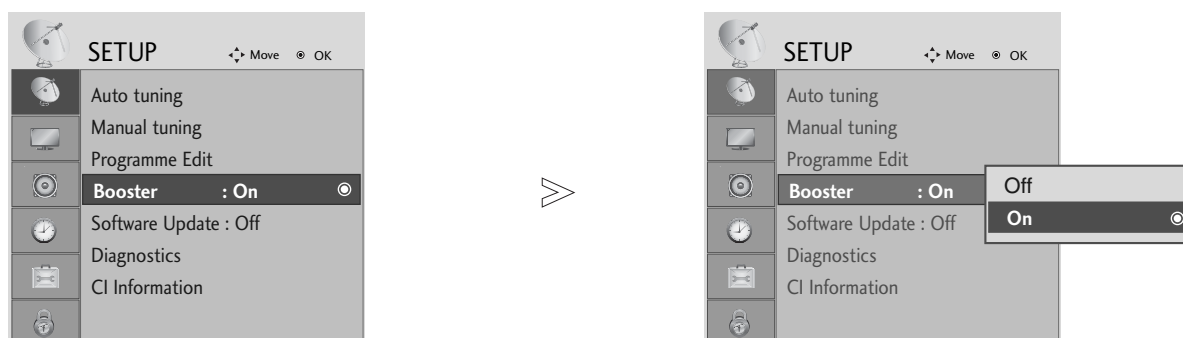 SETUP Move OK
Auto tuning
Manual tuning
Programme Edit
Booster : On
Software Update : Off
Diagnostics
CI Information
SETUP Move OK
Auto tuning
Manual tuning
Programme Edit
Booster : On
Software Update : Off
Diagnostics
CI Information
Off
On